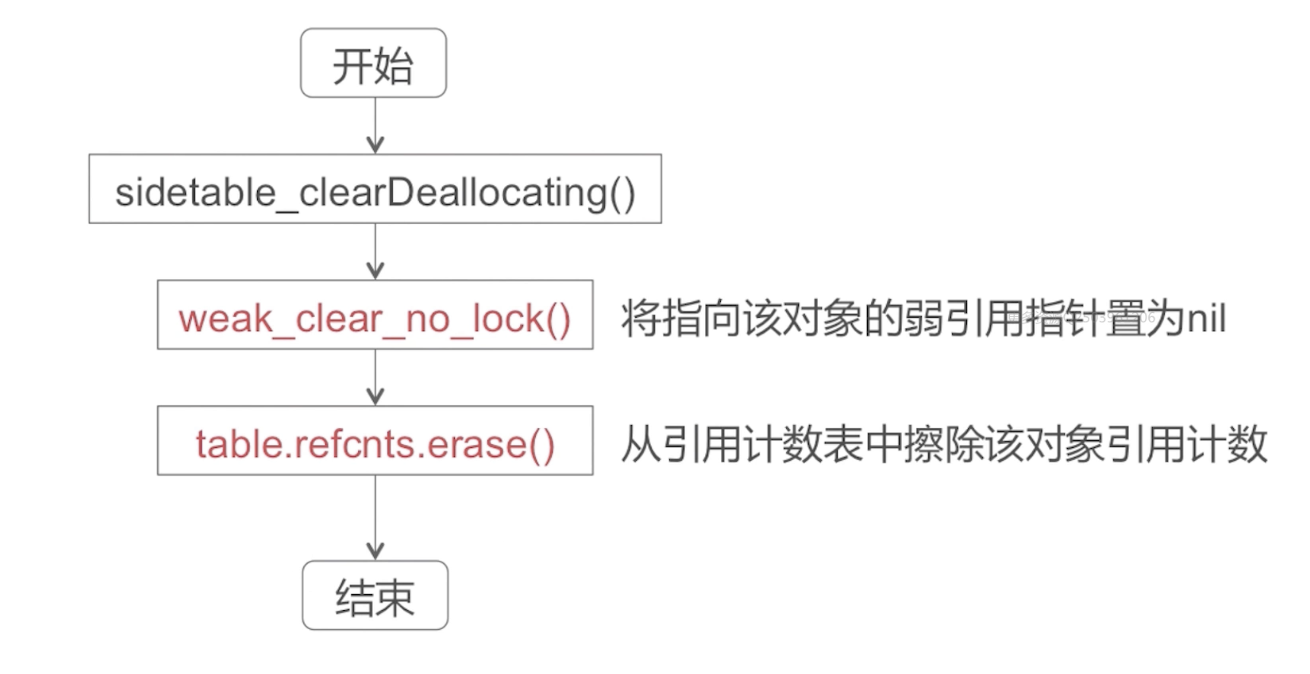 开始
sidetable_clearDeallocating()
weak_clear_no_lock() 将指向该对象的弱引用指针置为nil
table.refcnts.erase() 从引用计数表中擦除该对象引用计数
结束